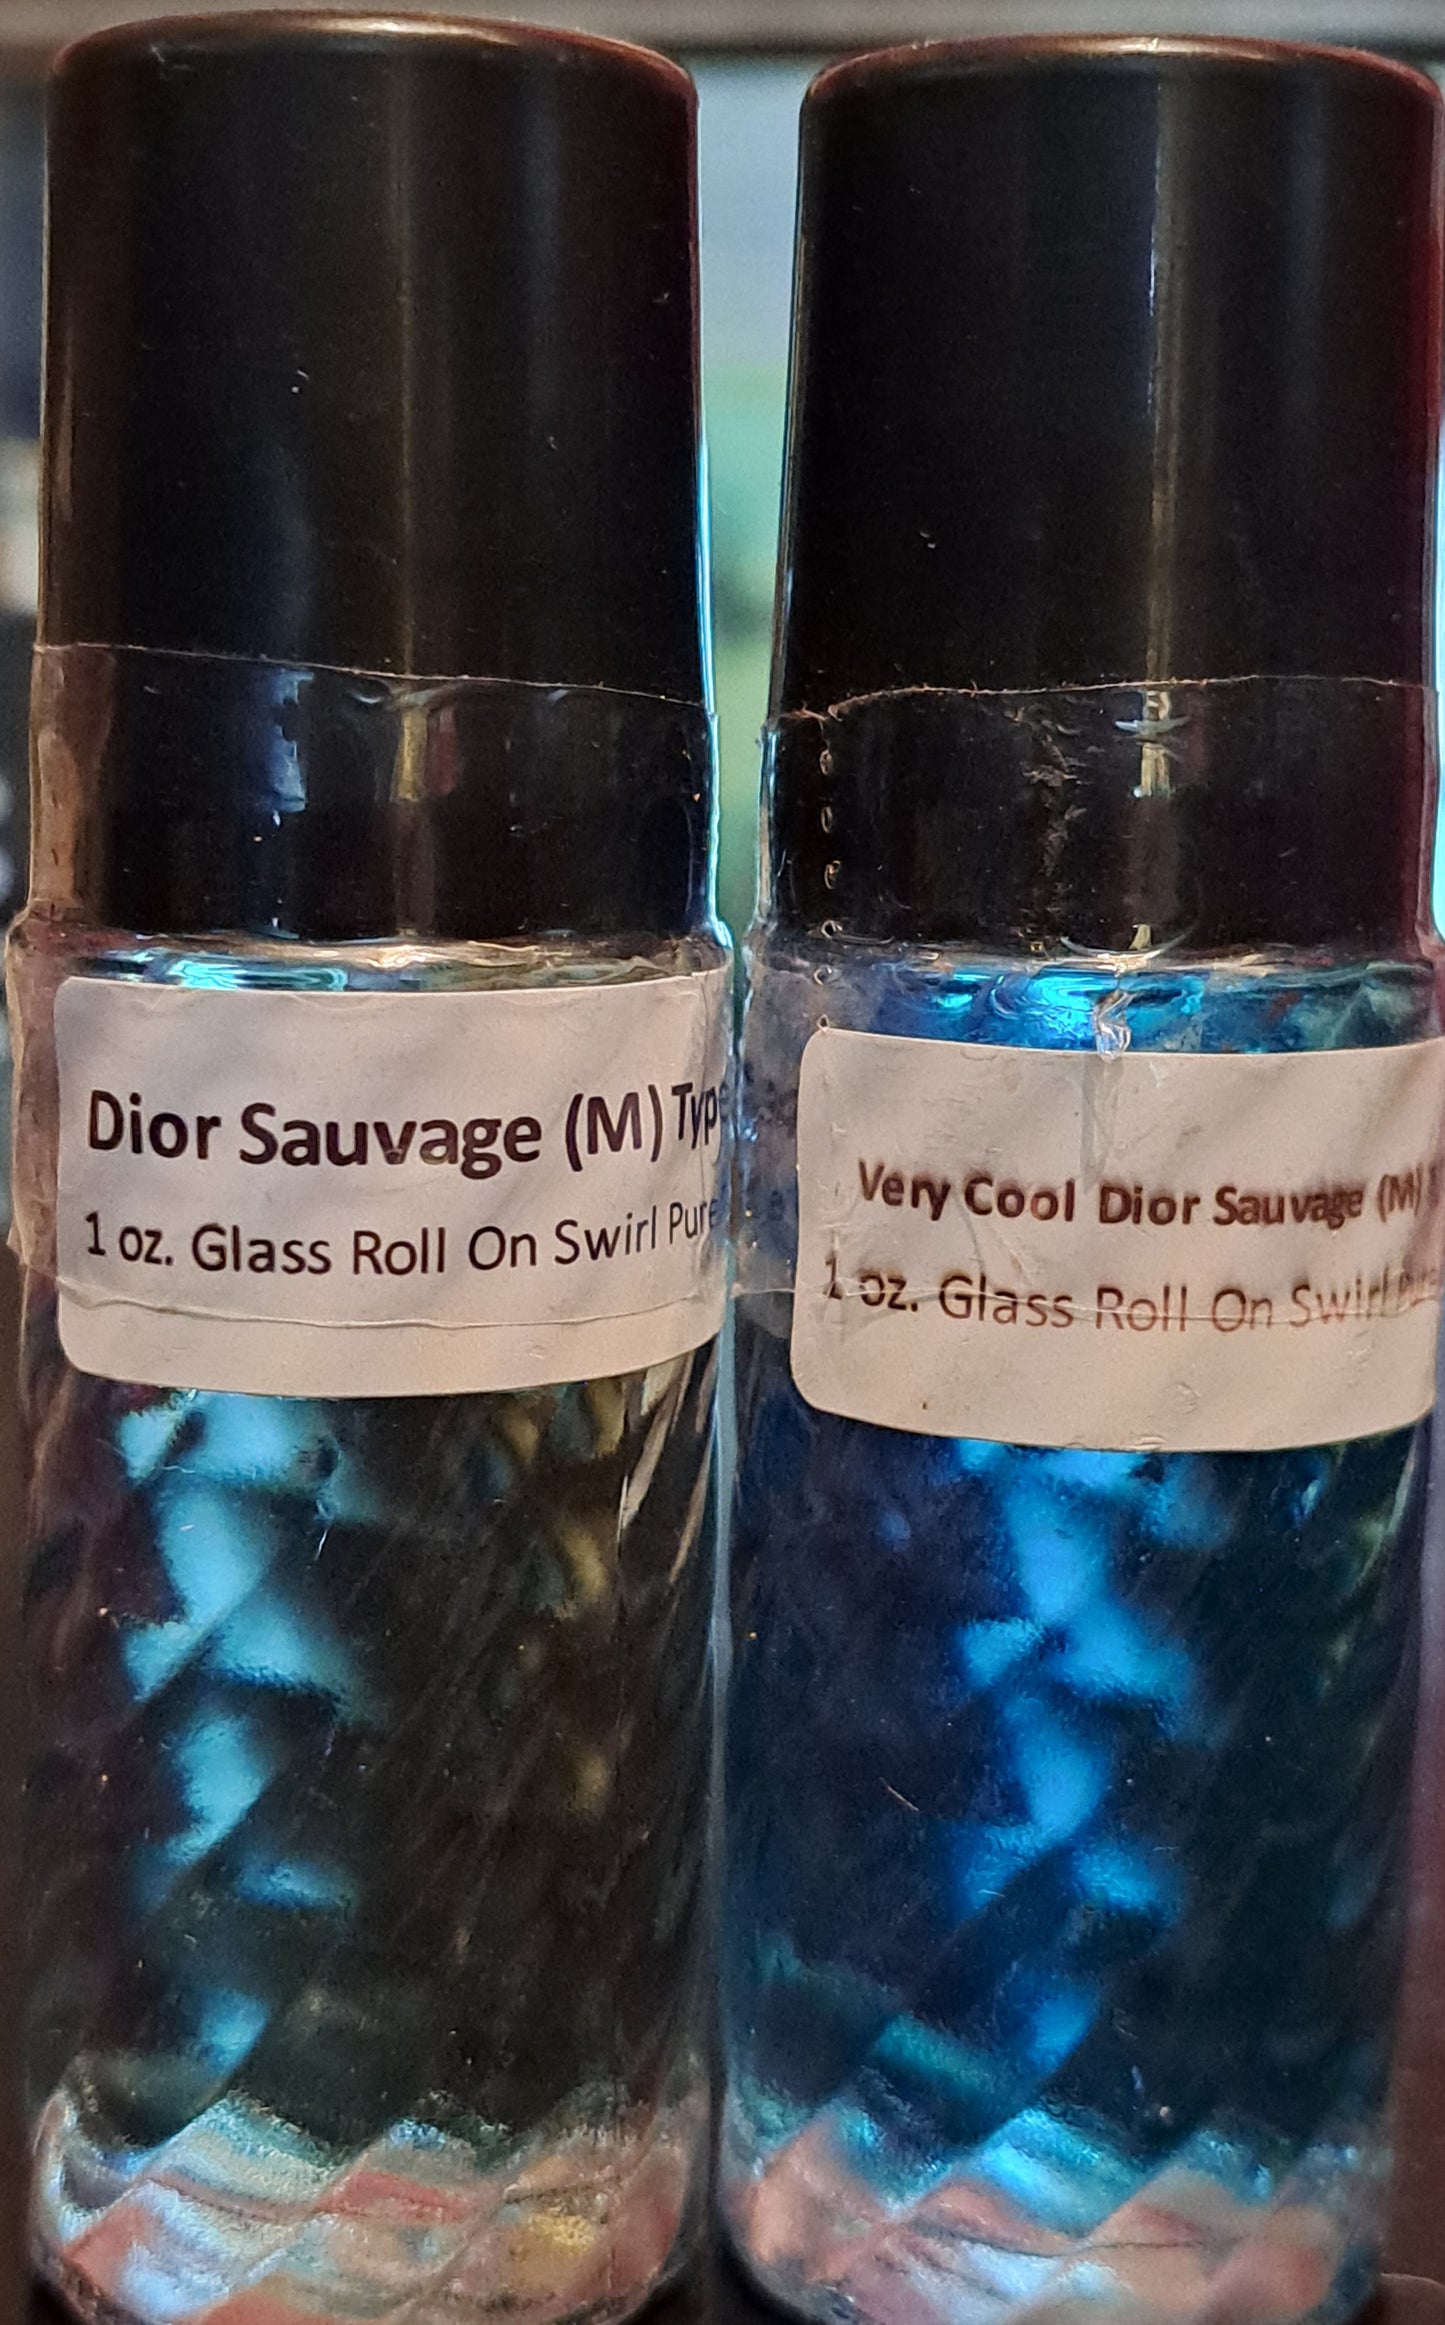 Dior Sauvage (M) Type
1 oz. Glass Roll On Swirl Pure
Very Cool Dior Sauvage (M)
1 oz. Glass Roll On Swirl